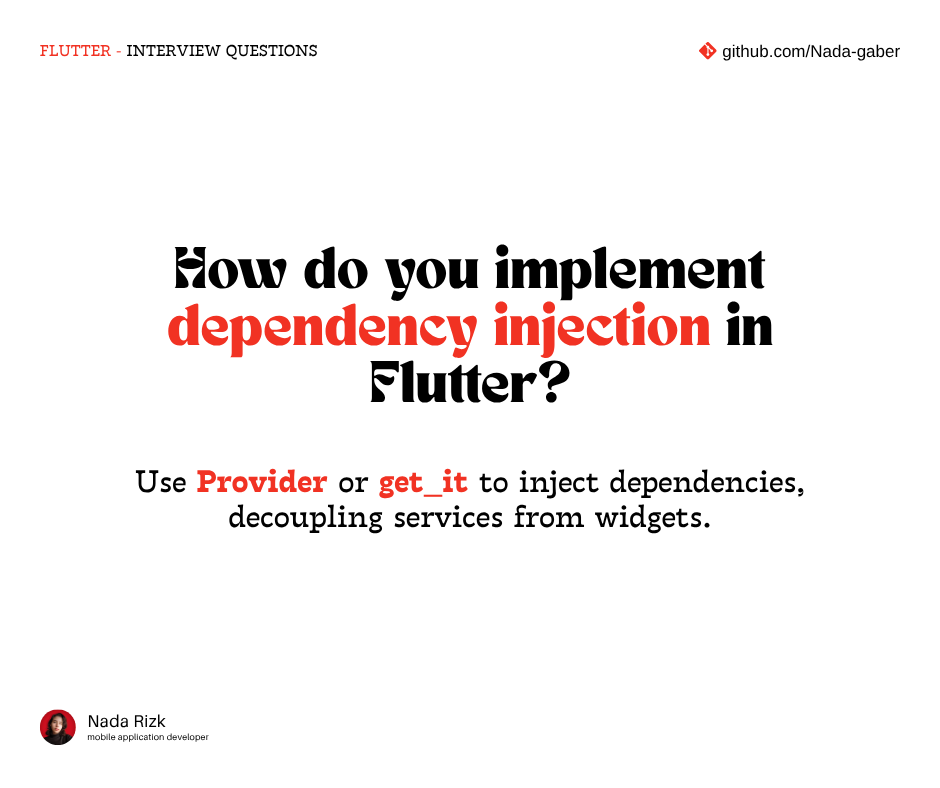 FLUTTER - INTERVIEW QUESTIONS
github.com/Nada-gaber
How do you implement
dependency injection in
Flutter?
Use Provider or get_it to inject dependencies,
decoupling services from widgets.
Nada Rizk
mobile application developer